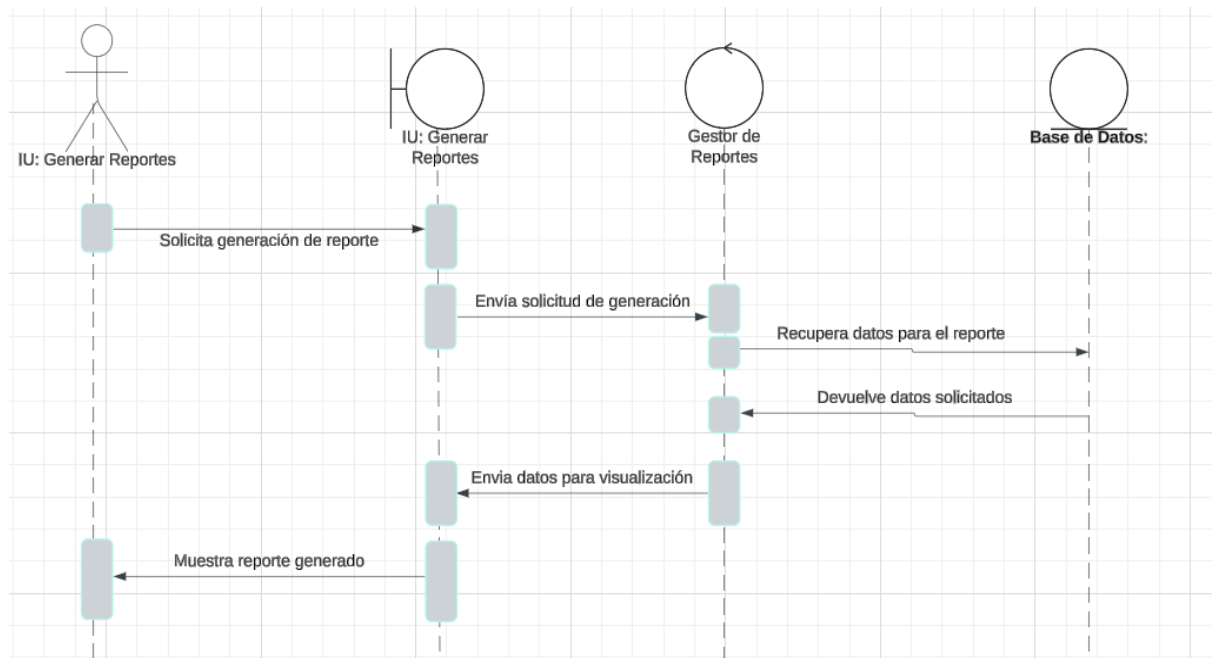 IU: Generar Reportes
IU: Generar
Reportes
Gestor de
Reportes
Base de Datos:
Solicita generación de reporte
Envía solicitud de generación
Recupera datos para el reporte
Devuelve datos solicitados
Envia datos para visualización
Muestra reporte generado